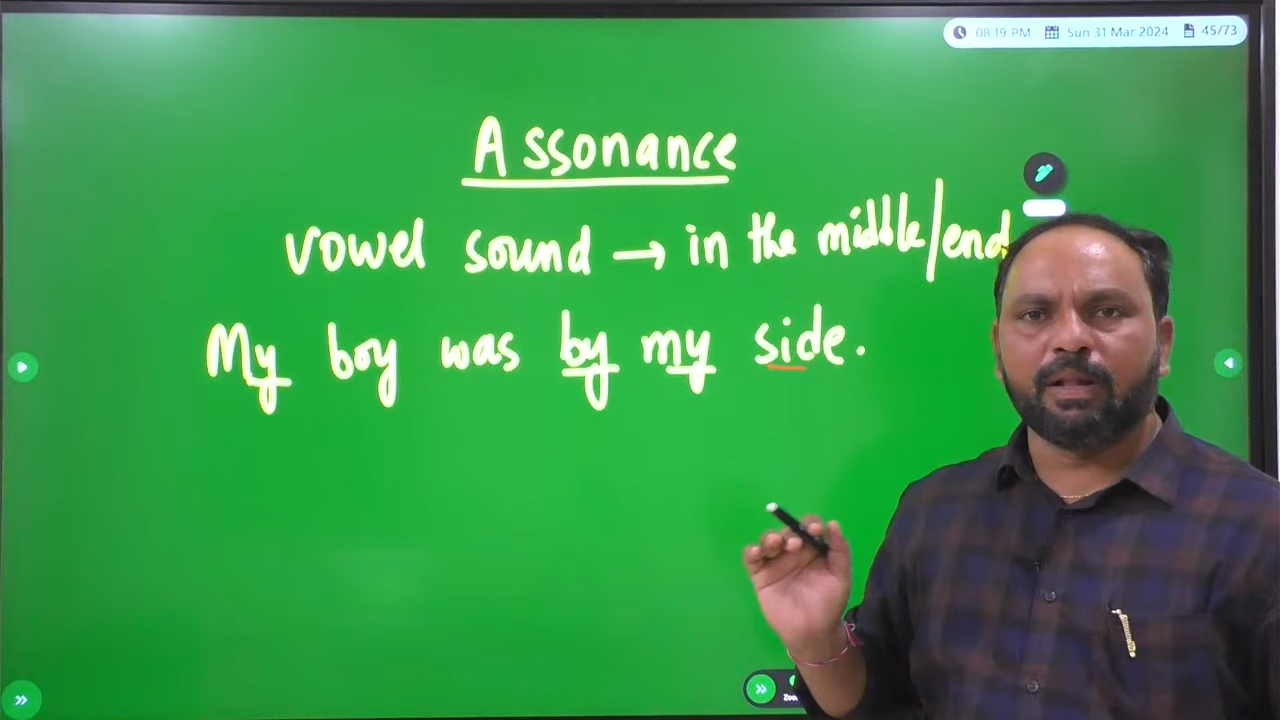 08:19 PM Sun 31 Mar 2024 45/73
Assonance
vowel sound → in the middle/end
My boy was by my side.